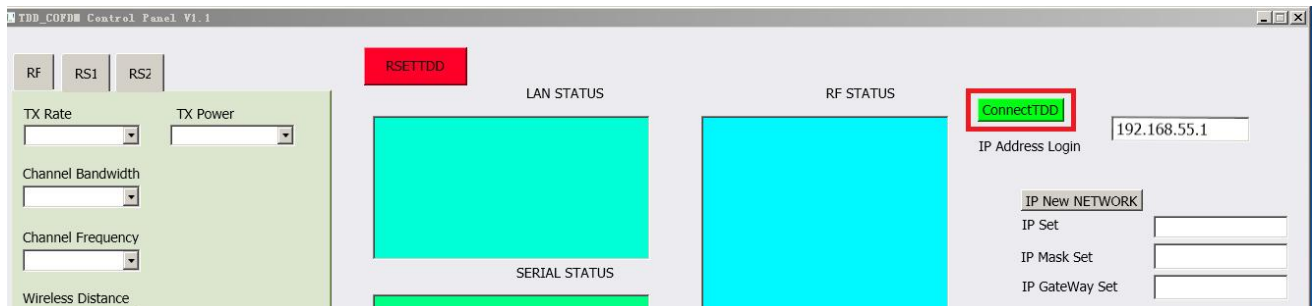 TDD_COFDM Control Panel V1.1
RF RS1 RS2
RSETTDD
LAN STATUS
RF STATUS
ConnectTDD
192.168.55.1
IP Address Login
TX Rate
TX Power
Channel Bandwidth
IP New NETWORK
IP Set
Channel Frequency
IP Mask Set
SERIAL STATUS
IP GateWay Set
Wireless Distance